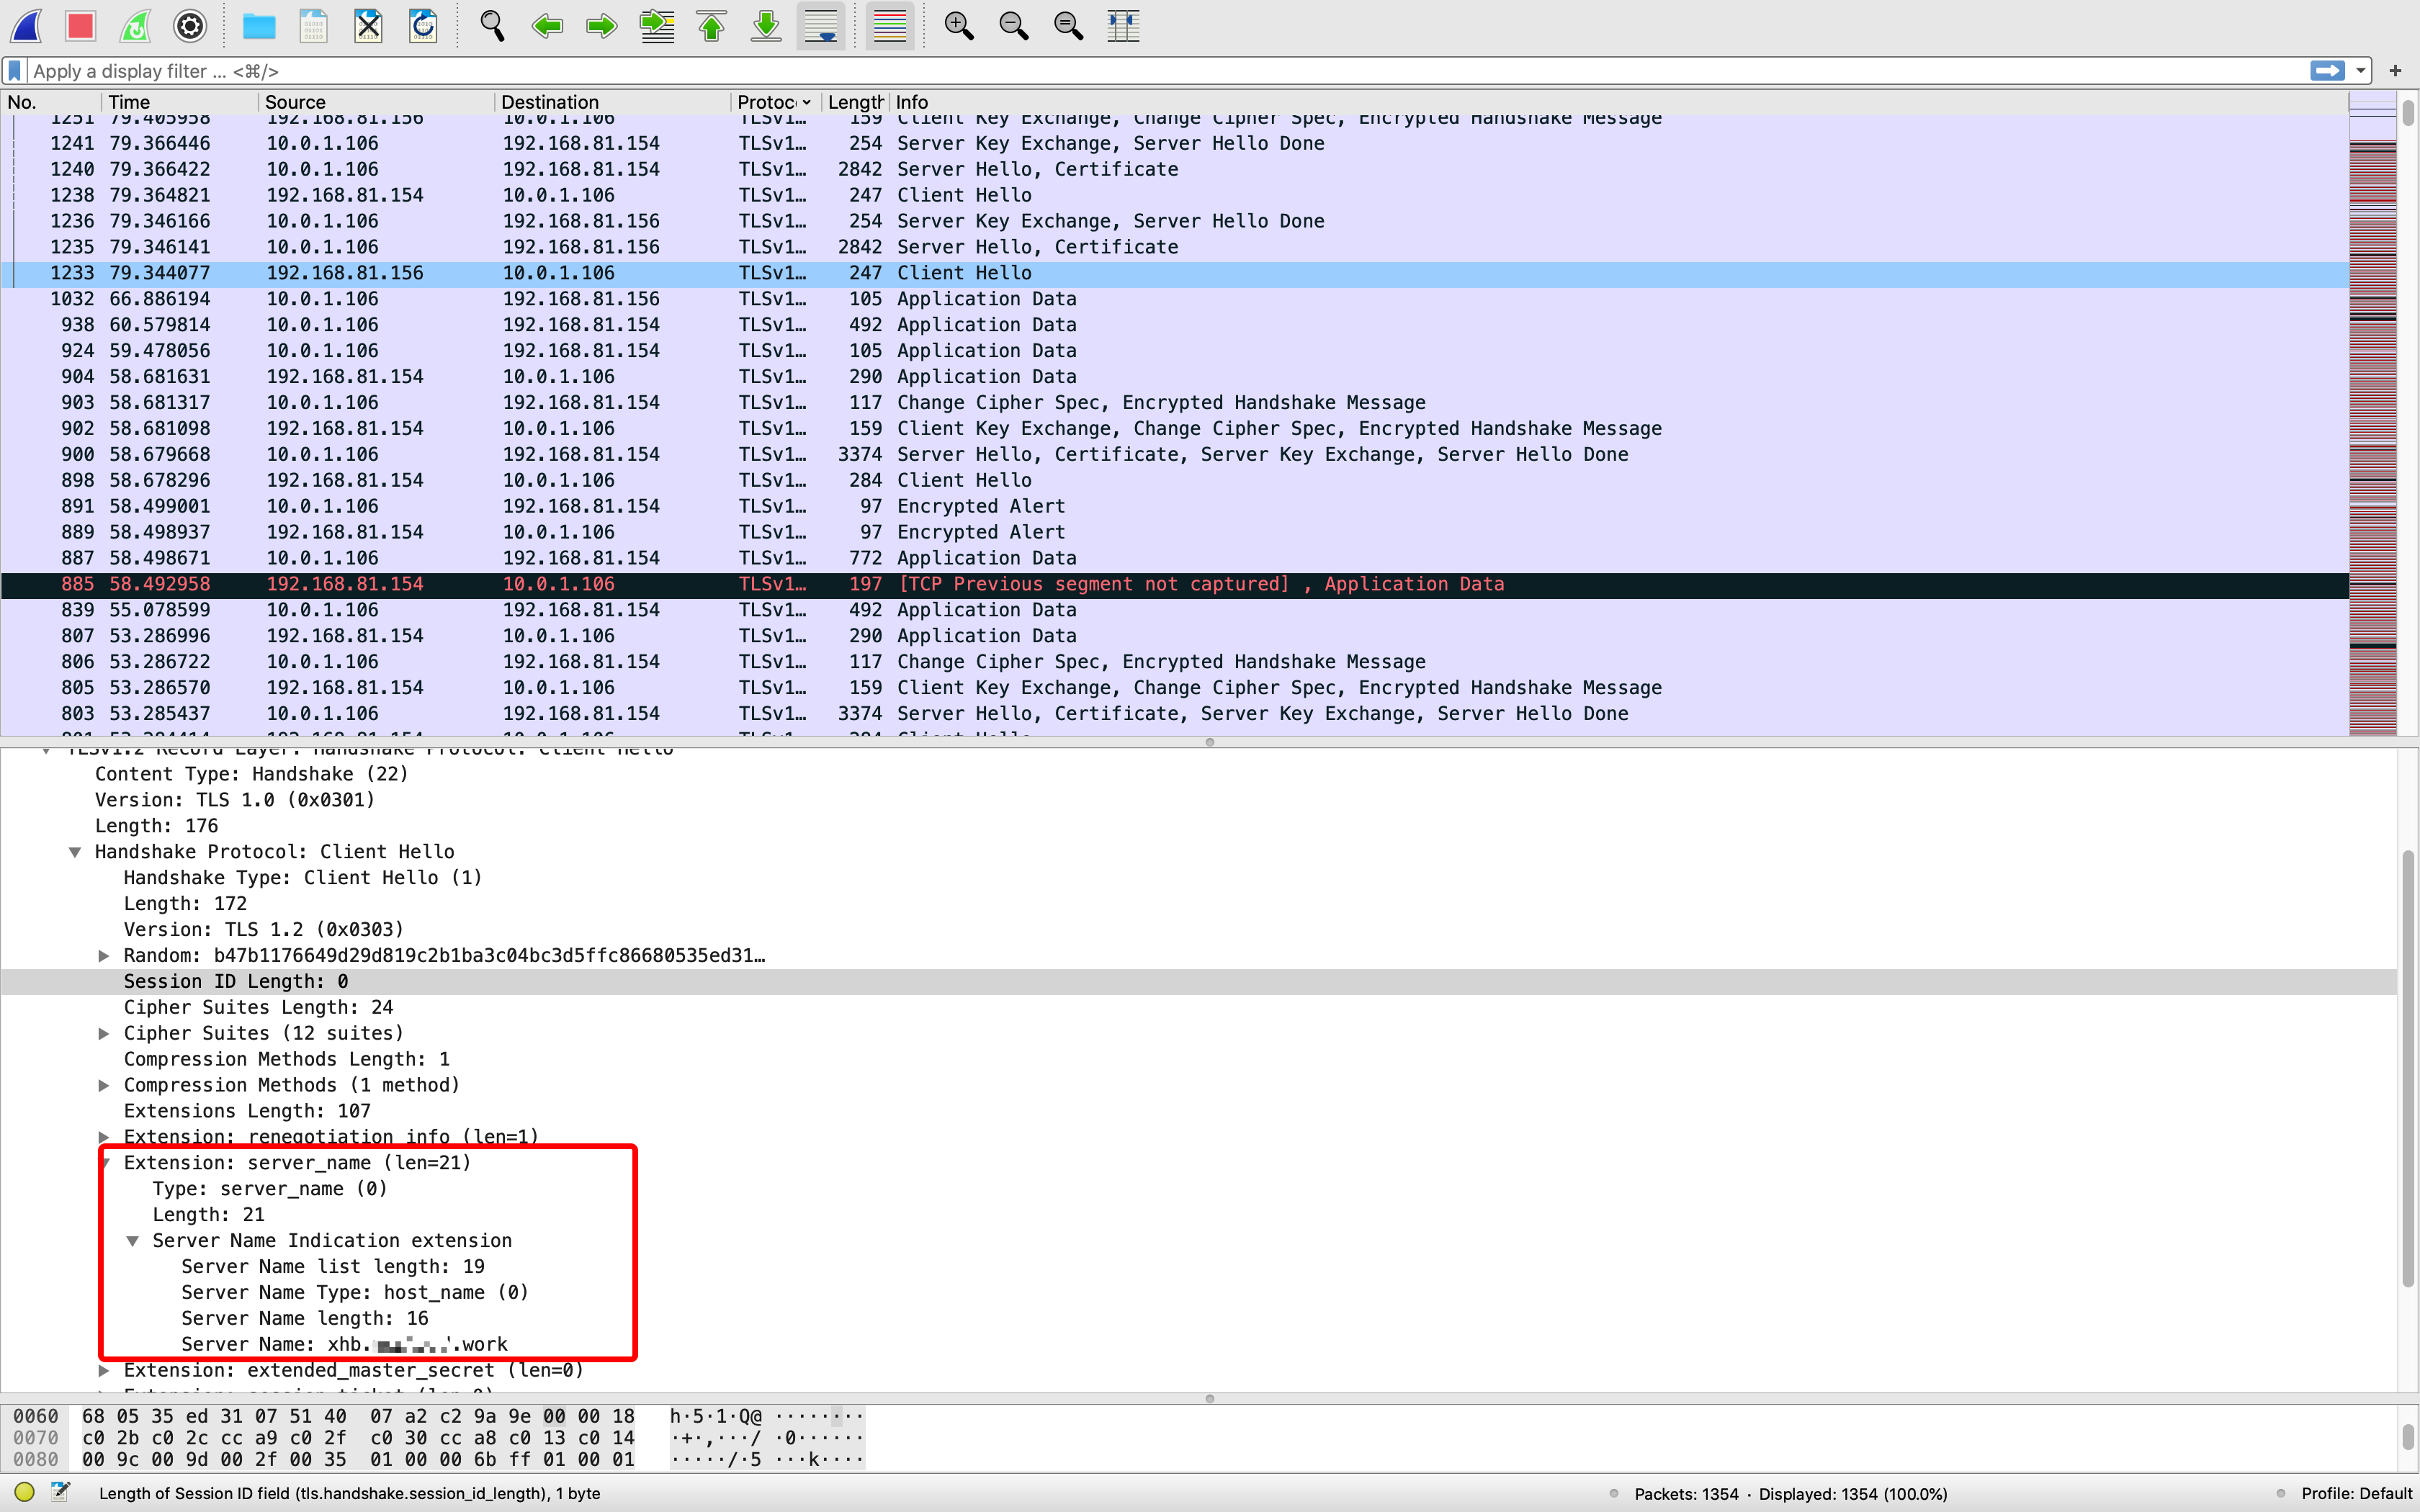 Apply a display filter ... <⌘/>
No. Time Source Destination Protoc Length Info
1251 79.405958 192.168.81.156 10.0.1.106 TLSv1… 159 Client Key Exchange, Change Cipher Spec, Encrypted Handshake Message
1241 79.366446 10.0.1.106 192.168.81.154 TLSv1… 254 Server Key Exchange, Server Hello Done
1240 79.366422 10.0.1.106 192.168.81.154 TLSv1… 2842 Server Hello, Certificate
1238 79.364821 192.168.81.154 10.0.1.106 TLSv1… 247 Client Hello
1236 79.346166 10.0.1.106 192.168.81.156 TLSv1… 254 Server Key Exchange, Server Hello Done
1235 79.346141 10.0.1.106 192.168.81.156 TLSv1… 2842 Server Hello, Certificate
1233 79.344077 192.168.81.156 10.0.1.106 TLSv1… 247 Client Hello
1032 66.886194 10.0.1.106 192.168.81.156 TLSv1… 105 Application Data
938 60.579814 10.0.1.106 192.168.81.154 TLSv1… 492 Application Data
924 59.478056 10.0.1.106 192.168.81.154 TLSv1… 105 Application Data
904 58.681631 192.168.81.154 10.0.1.106 TLSv1… 290 Application Data
903 58.681317 10.0.1.106 192.168.81.154 TLSv1… 117 Change Cipher Spec, Encrypted Handshake Message
902 58.681098 192.168.81.154 10.0.1.106 TLSv1… 159 Client Key Exchange, Change Cipher Spec, Encrypted Handshake Message
900 58.679668 10.0.1.106 192.168.81.154 TLSv1… 3374 Server Hello, Certificate, Server Key Exchange, Server Hello Done
898 58.678296 192.168.81.154 10.0.1.106 TLSv1… 284 Client Hello
891 58.499001 10.0.1.106 192.168.81.154 TLSv1… 97 Encrypted Alert
889 58.498937 192.168.81.154 10.0.1.106 TLSv1… 97 Encrypted Alert
887 58.498671 10.0.1.106 192.168.81.154 TLSv1… 772 Application Data
885 58.492958 192.168.81.154 10.0.1.106 TLSv1… 197 [TCP Previous segment not captured] , Application Data
839 55.078599 10.0.1.106 192.168.81.154 TLSv1… 492 Application Data
807 53.286996 192.168.81.154 10.0.1.106 TLSv1… 290 Application Data
806 53.286722 10.0.1.106 192.168.81.154 TLSv1… 117 Change Cipher Spec, Encrypted Handshake Message
805 53.286570 192.168.81.154 10.0.1.106 TLSv1… 159 Client Key Exchange, Change Cipher Spec, Encrypted Handshake Message
803 53.285437 10.0.1.106 192.168.81.154 TLSv1… 3374 Server Hello, Certificate, Server Key Exchange, Server Hello Done
TLSv1.2 Record Layer: Handshake Protocol: Client Hello
Content Type: Handshake (22)
Version: TLS 1.0 (0x0301)
Length: 176
Handshake Protocol: Client Hello
Handshake Type: Client Hello (1)
Length: 172
Version: TLS 1.2 (0x0303)
Random: b47b1176649d29d819c2b1ba3c04bc3d5ffc86680535ed31…
Session ID Length: 0
Cipher Suites Length: 24
Cipher Suites (12 suites)
Compression Methods Length: 1
Compression Methods (1 method)
Extensions Length: 107
Extension: renegotiation_info (len=1)
Extension: server_name (len=21)
Type: server_name (0)
Length: 21
Server Name Indication extension
Server Name list length: 19
Server Name Type: host_name (0)
Server Name length: 16
Server Name: xhb. .work
Extension: extended_master_secret (len=0)
0060 68 05 35 ed 31 07 51 40 07 a2 c2 9a 9e 00 00 18 h·5·1·Q@ ········
0070 c0 2b c0 2c cc a9 c0 2f c0 30 cc a8 c0 13 c0 14 ·+·,···/ ·0······
0080 00 9c 00 9d 00 2f 00 35 01 00 00 6b ff 01 00 01 ·····/·5 ···k····
Length of Session ID field (tls.handshake.session_id_length), 1 byte
Packets: 1354 · Displayed: 1354 (100.0%)
Profile: Default